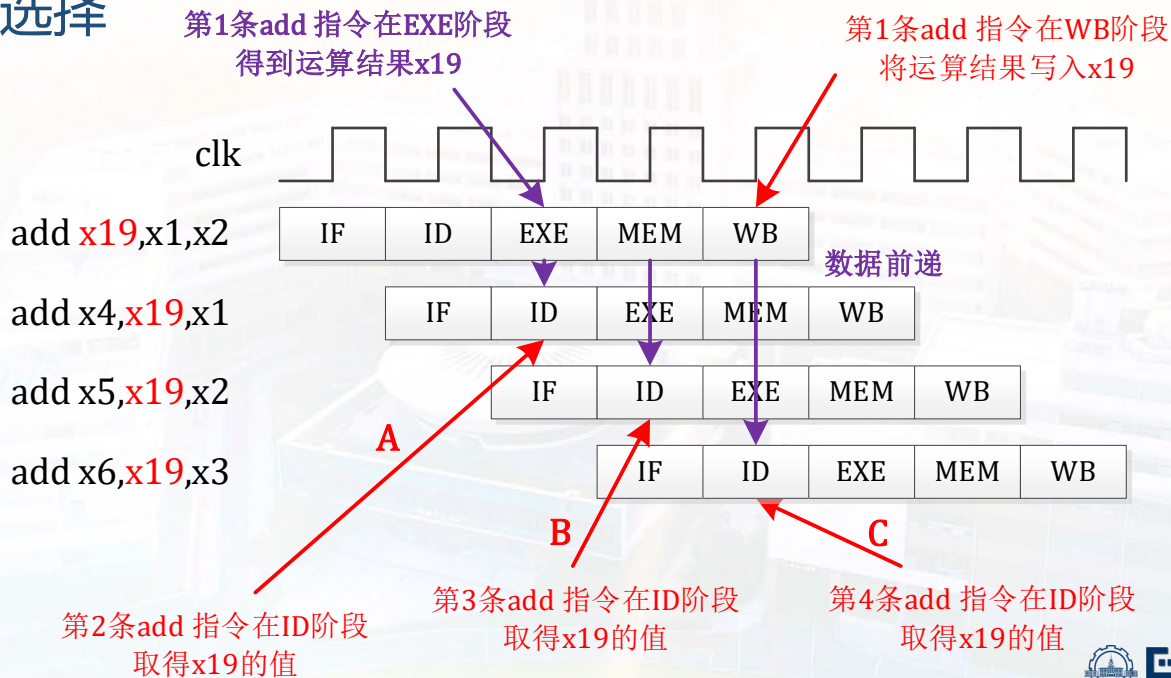 选择
第1条add 指令在EXE阶段
得到运算结果x19
第1条add 指令在WB阶段
将运算结果写入x19
clk
add x19,x1,x2
IF ID EXE MEM WB
数据前递
add x4,x19,x1
IF ID EXE MEM WB
add x5,x19,x2
IF ID EXE MEM WB
A
add x6,x19,x3
IF ID EXE MEM WB
B
C
第2条add 指令在ID阶段
取得x19的值
第3条add 指令在ID阶段
取得x19的值
第4条add 指令在ID阶段
取得x19的值